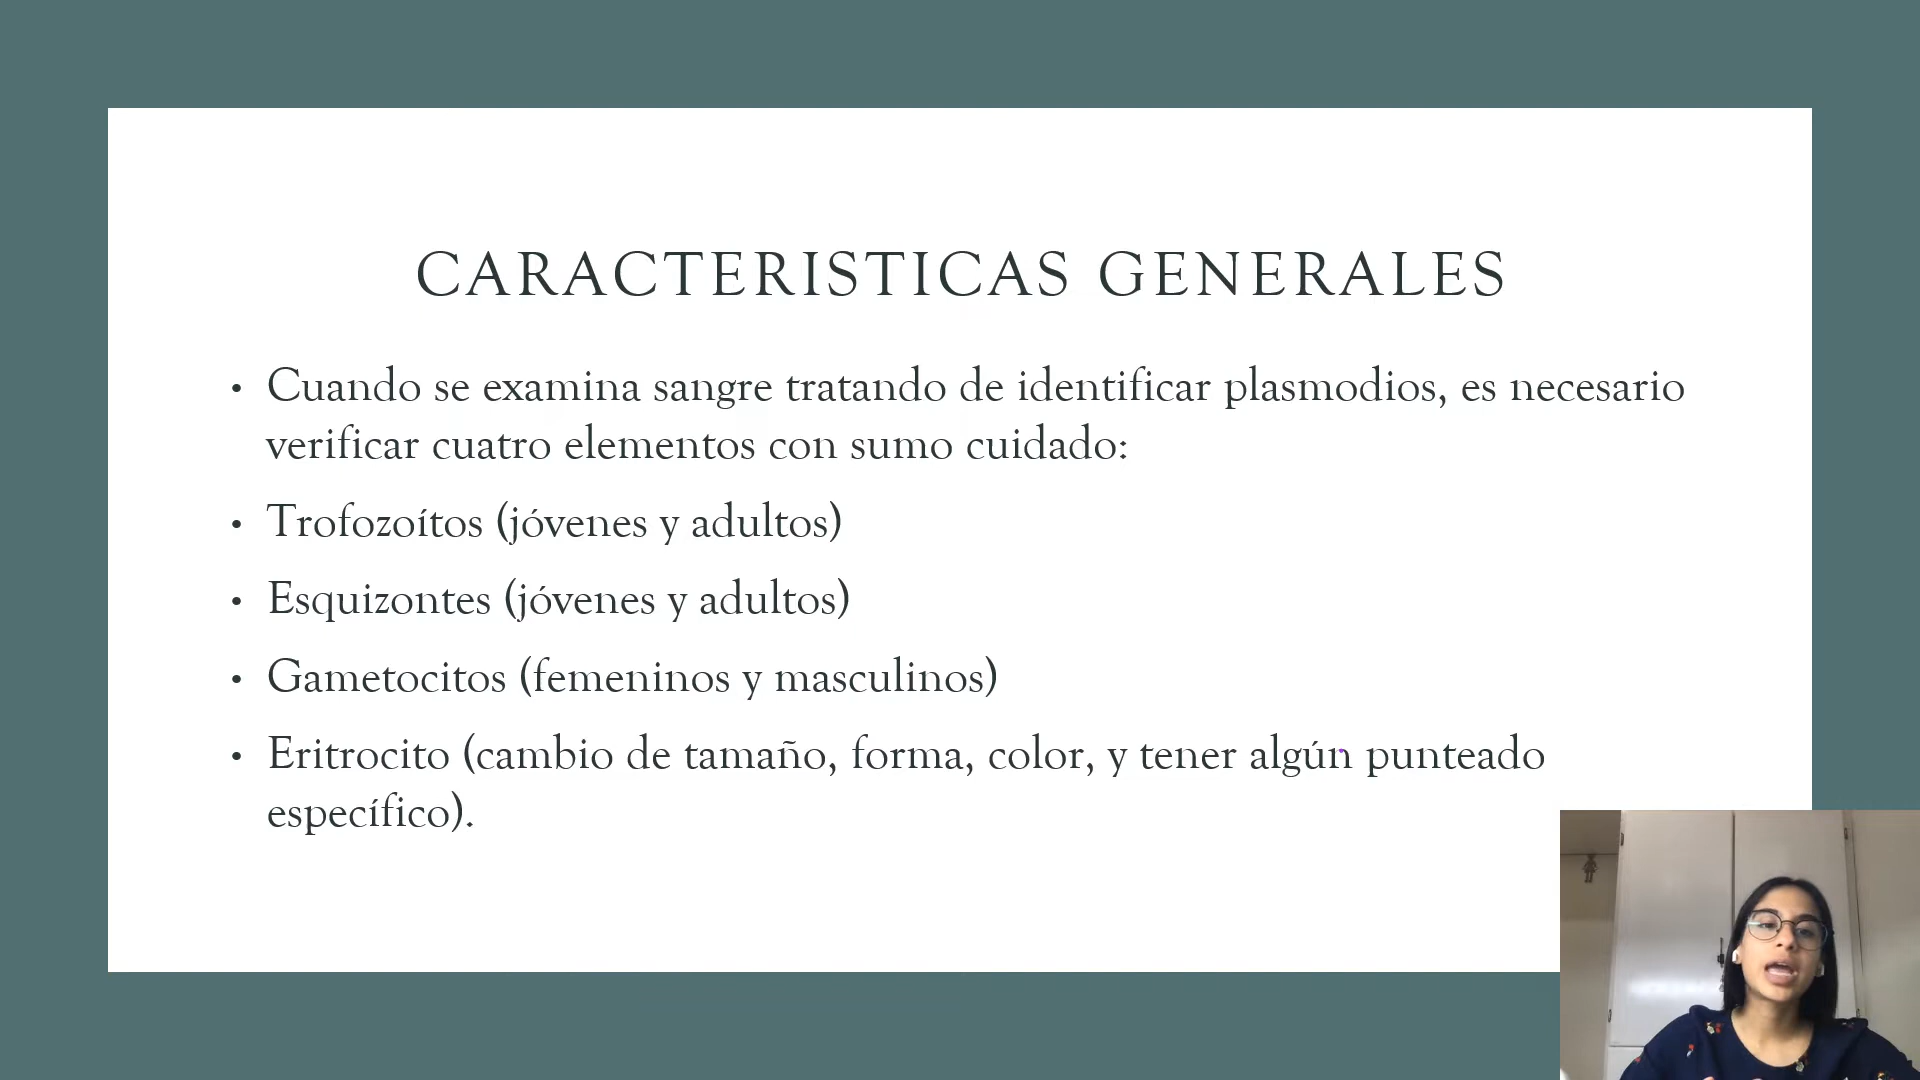 CARACTERISTICAS GENERALES
• Cuando se examina sangre tratando de identificar plasmodios, es necesario
verificar cuatro elementos con sumo cuidado:
• Trofozoítos (jóvenes y adultos)
• Esquizontes (jóvenes y adultos)
• Gametocitos (femeninos y masculinos)
• Eritrocito (cambio de tamaño, forma, color, y tener algún punteado
específico).